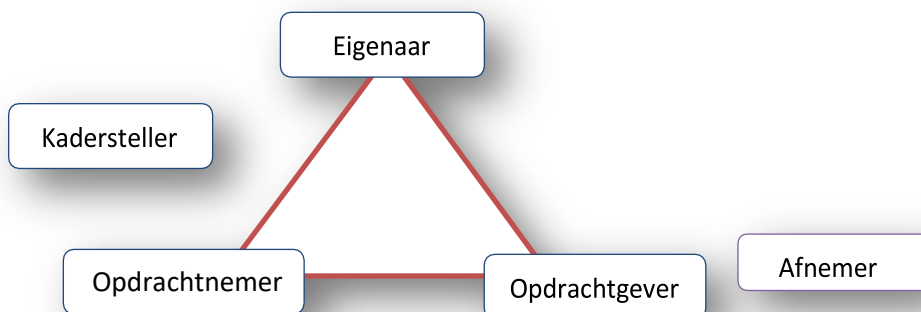 Eigenaar
Kadersteller
Opdrachtnemer
Opdrachtgever
Afnemer